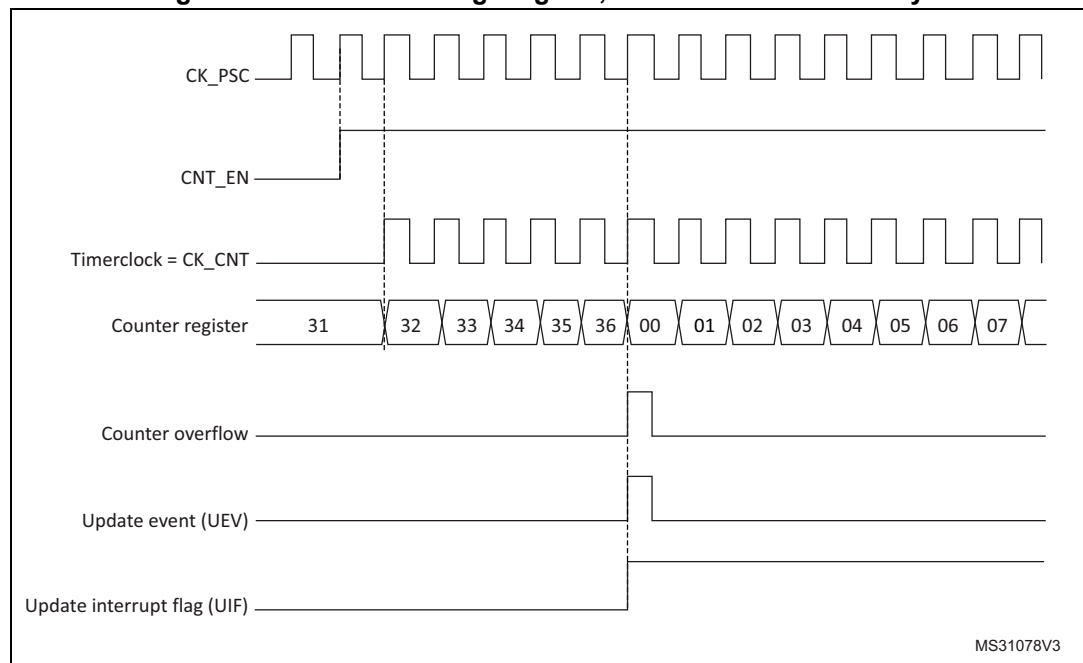 CK_PSC
CNT_EN
Timerclock = CK_CNT
Counter register 31 32 33 34 35 36 00 01 02 03 04 05 06 07
Counter overflow
Update event (UEV)
Update interrupt flag (UIF)
MS31078V3